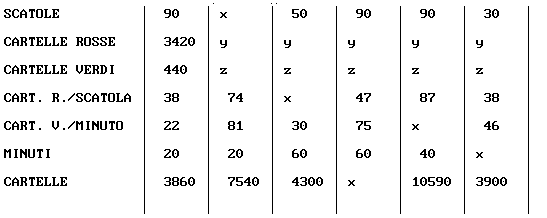 SCATOLE 90 x 50 90 90 30
CARTELLE ROSSE 3420 y y y y y
CARTELLE VERDI 440 z z z z z
CART. R./SCATOLA 38 74 x 47 87 38
CART. V./MINUTO 22 81 30 75 x 46
MINUTI 20 20 60 60 40 x
CARTELLE 3860 7540 4300 x 10590 3900